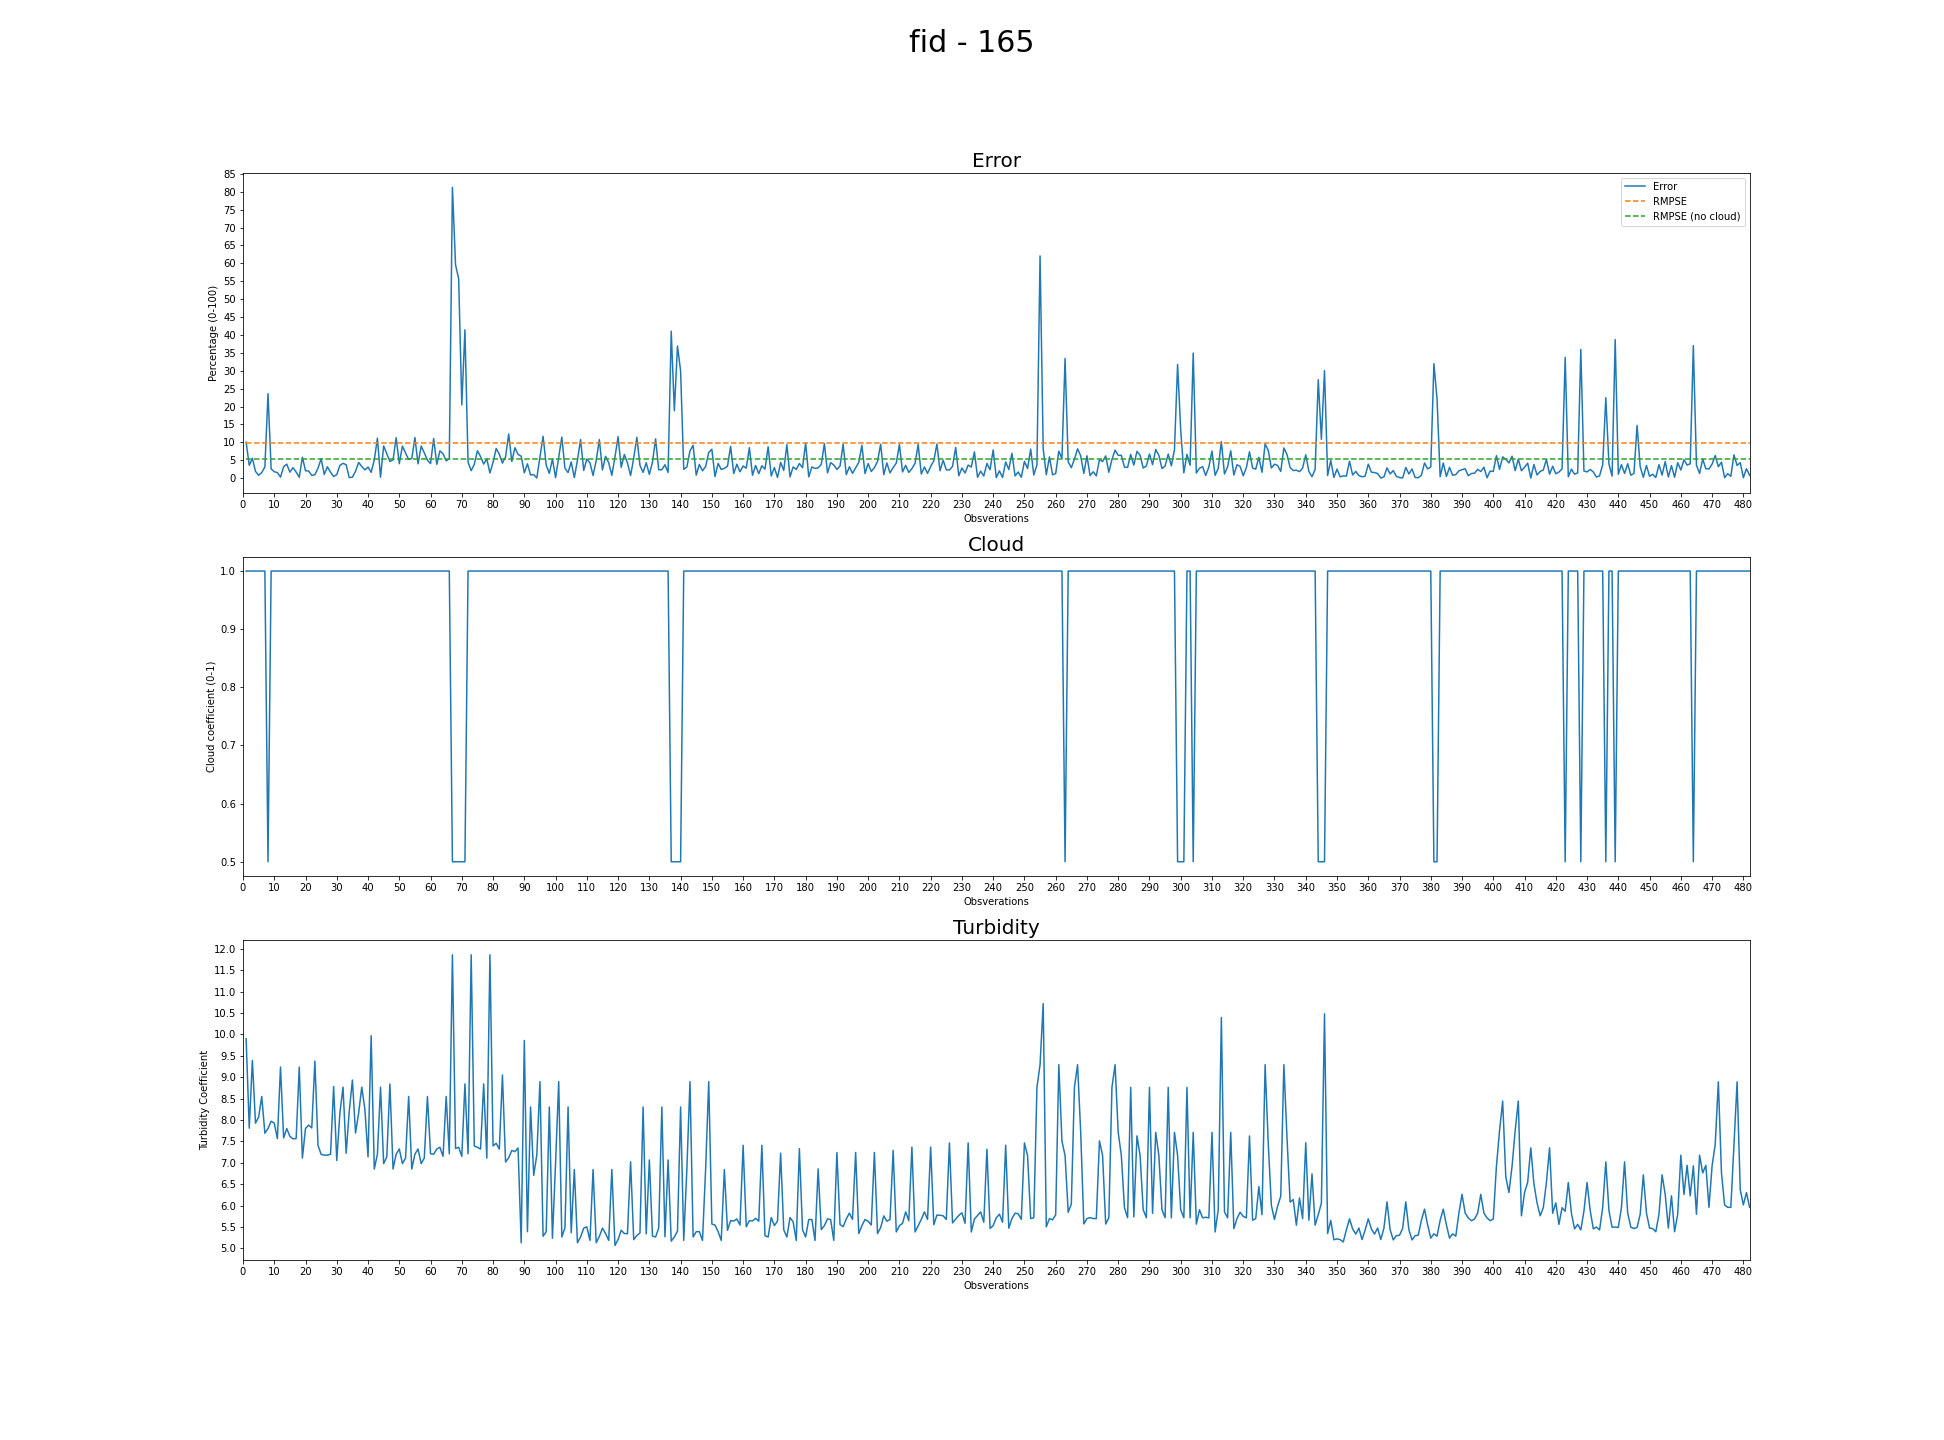 fid - 165
Error
85
80
75
70
65
60
55
50
45
40
35
30
25
20
15
10
5
0
Percentage (0-100)
Error
RMPSE
RMPSE (no cloud)
0 10 20 30 40 50 60 70 80 90 100 110 120 130 140 150 160 170 180 190 200 210 220 230 240 250 260 270 280 290 300 310 320 330 340 350 360 370 380 390 400 410 420 430 440 450 460 470 480
Obsverations
Cloud
1.0
0.9
0.8
0.7
0.6
0.5
Cloud coefficient (0-1)
0 10 20 30 40 50 60 70 80 90 100 110 120 130 140 150 160 170 180 190 200 210 220 230 240 250 260 270 280 290 300 310 320 330 340 350 360 370 380 390 400 410 420 430 440 450 460 470 480
Obsverations
Turbidity
12.0
11.5
11.0
10.5
10.0
9.5
9.0
8.5
8.0
7.5
7.0
6.5
6.0
5.5
5.0
Turbidity Coefficient
0 10 20 30 40 50 60 70 80 90 100 110 120 130 140 150 160 170 180 190 200 210 220 230 240 250 260 270 280 290 300 310 320 330 340 350 360 370 380 390 400 410 420 430 440 450 460 470 480
Obsverations